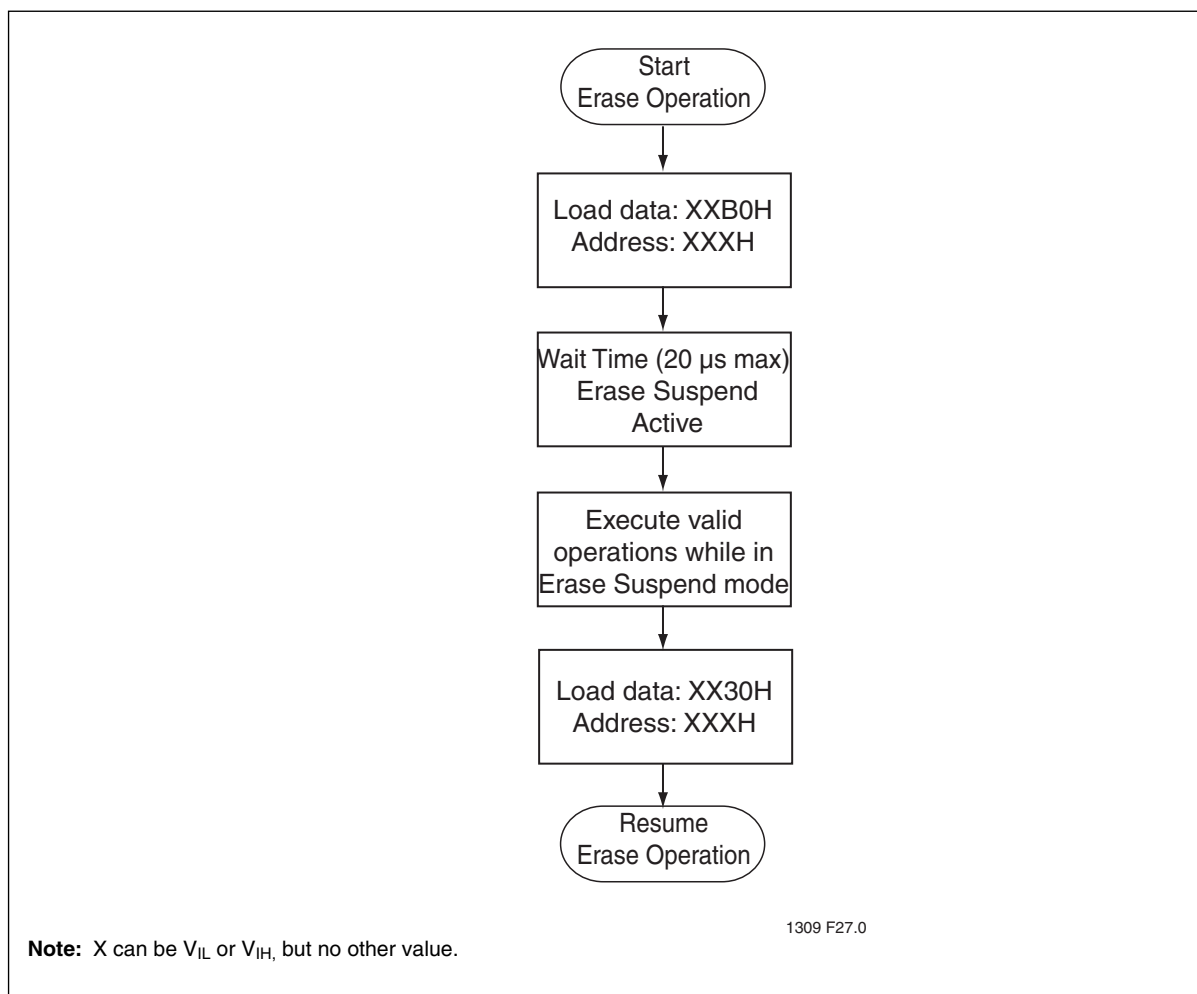 Start
Erase Operation
Load data: XXB0H
Address: XXXH
Wait Time (20 µs max)
Erase Suspend
Active
Execute valid
operations while in
Erase Suspend mode
Load data: XX30H
Address: XXXH
Resume
Erase Operation
1309 F27.0
Note: X can be VIL or VIH, but no other value.